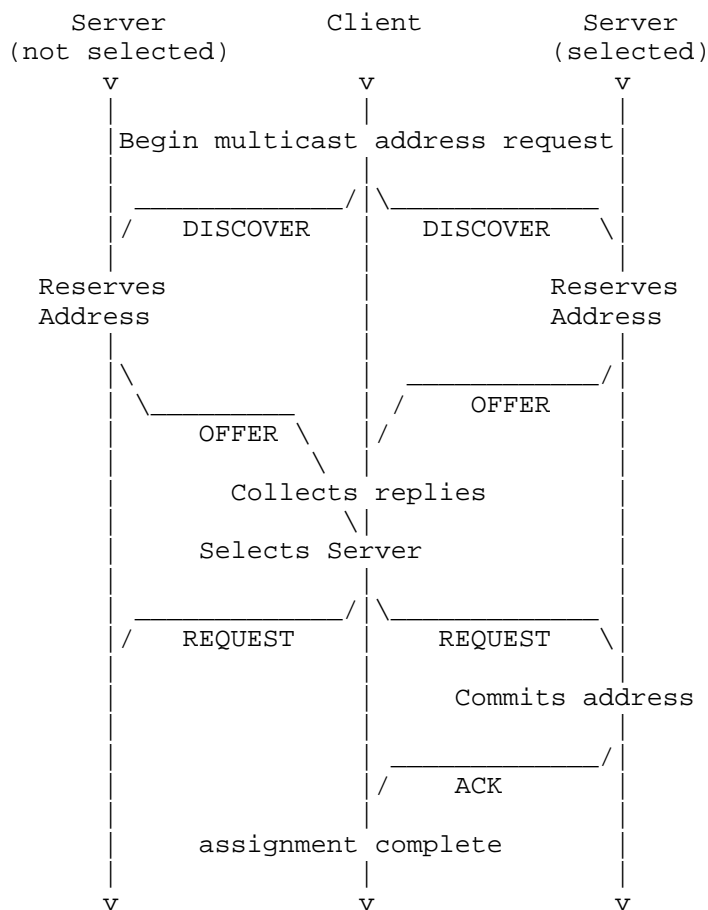 Server Client Server
(not selected) (selected)
v v v
Begin multicast address request
DISCOVER DISCOVER
Reserves Reserves
Address Address
OFFER
OFFER
Collects replies
Selects Server
REQUEST REQUEST
Commits address
ACK
assignment complete
v v v